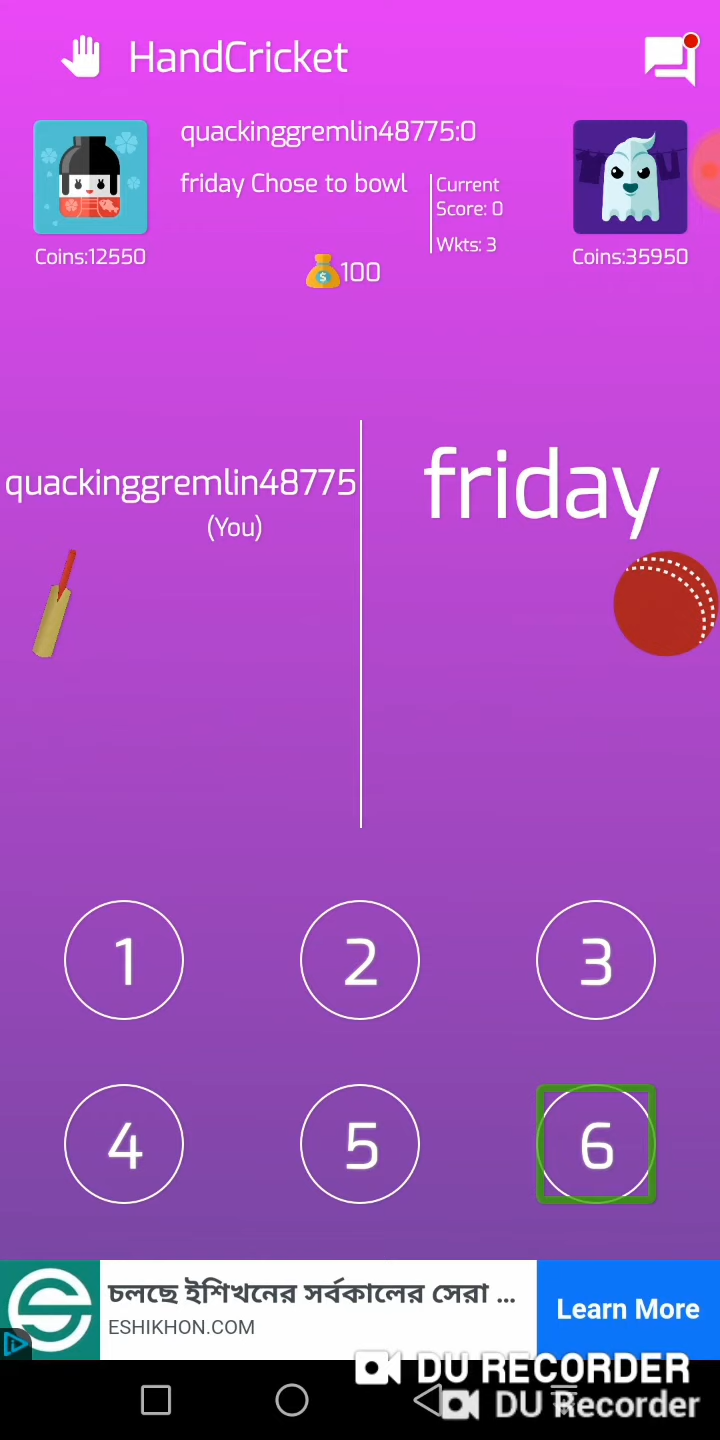 HandCricket
quackinggremlin48775:0
friday Chose to bowl
Current
Score: 0
Wkts: 3
Coins:12550
100
Coins:35950
quackinggremlin48775
(You)
friday
1
2
3
4
5
6
চলছে ইশিখনের সর্বকালের সেরা ...
ESHIKHON.COM
Learn More
DU RECORDER
DU Recorder